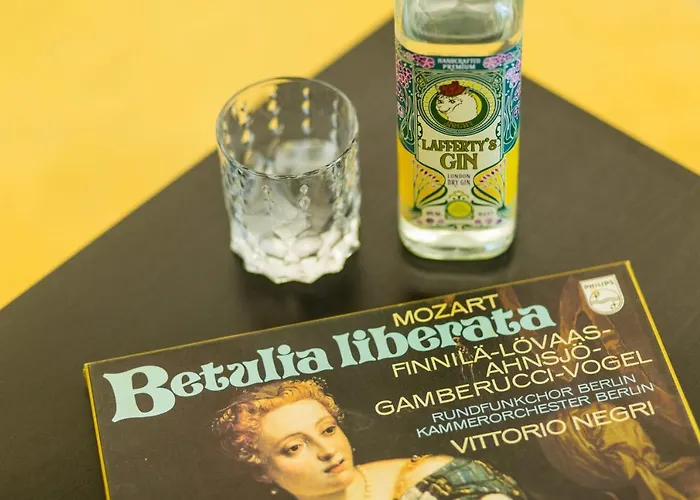 HANDCRAFTED
PREMIUM
LAFFERTY'S
GIN
LONDON
DRY GIN
PHILIPS
MOZART
Betulia liberata
FINNILÄ-LÖVAAS-
AHNSJÖ-
GAMBERUCCI-VOGEL
RUNDFUNKCHOR BERLIN
KAMMERORCHESTER BERLIN
VITTORIO NEGRI